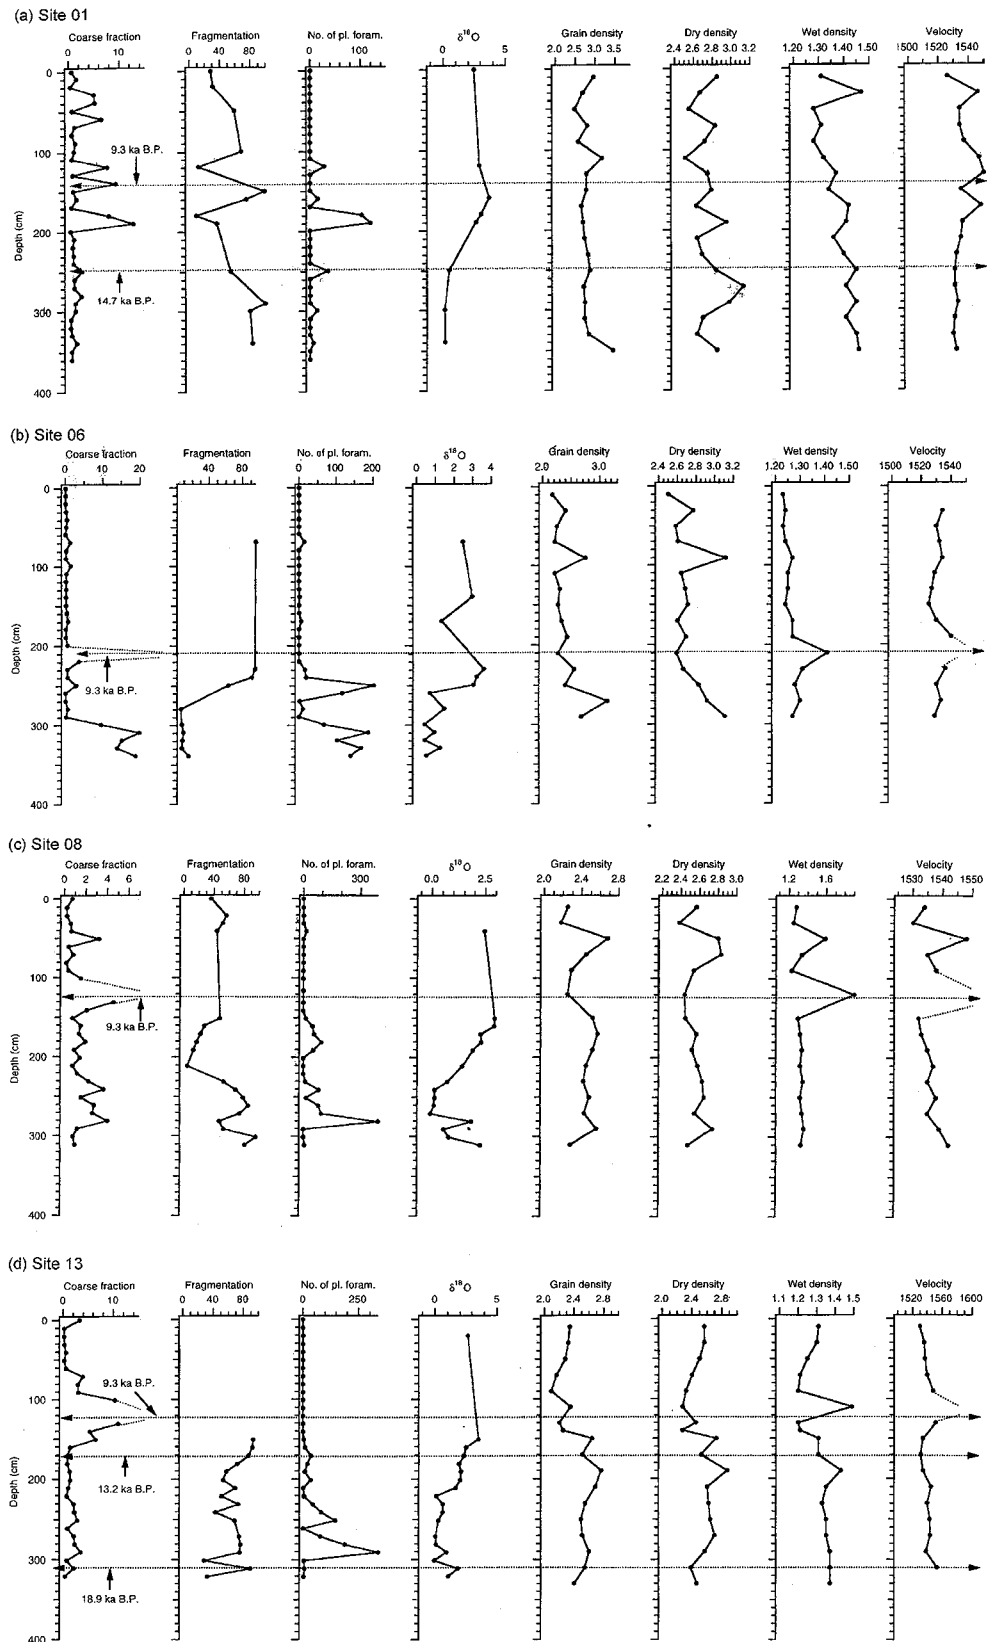 (a) Site 01
Coarse fraction Fragmentation No. of pl. foram. δ18O Grain density Dry density Wet density Velocity
0 10 0 40 80 0 100 0 5 2.0 2.5 3.0 3.5 2.4 2.6 2.8 3.0 3.2 1.20 1.30 1.40 1.50 1500 1520 1540
0
100
200
300
400
Depth (cm)
9.3 ka B.P.
14.7 ka B.P.
(b) Site 06
Coarse fraction Fragmentation No. of pl. foram. δ18O Grain density Dry density Wet density Velocity
0 10 20 40 80 0 100 200 0 1 2 3 4 2.0 3.0 2.4 2.6 2.8 3.0 3.2 1.20 1.30 1.40 1.50 1500 1520 1540
0
100
200
300
400
Depth (cm)
9.3 ka B.P.
(c) Site 08
Coarse fraction Fragmentation No. of pl. foram. δ18O Grain density Dry density Wet density Velocity
0 2 4 6 0 40 80 0 300 0.0 2.5 2.0 2.4 2.8 2.2 2.4 2.6 2.8 3.0 1.2 1.6 1530 1540 1550
0
100
200
300
400
Depth (cm)
9.3 ka B.P.
(d) Site 13
Coarse fraction Fragmentation No. of pl. foram. δ18O Grain density Dry density Wet density Velocity
0 10 0 40 80 0 250 0 5 2.0 2.4 2.8 2.0 2.4 2.8 1.1 1.2 1.3 1.4 1.5 1520 1560 1600
0
100
200
300
400
Depth (cm)
9.3 ka B.P.
13.2 ka B.P.
18.9 ka B.P.